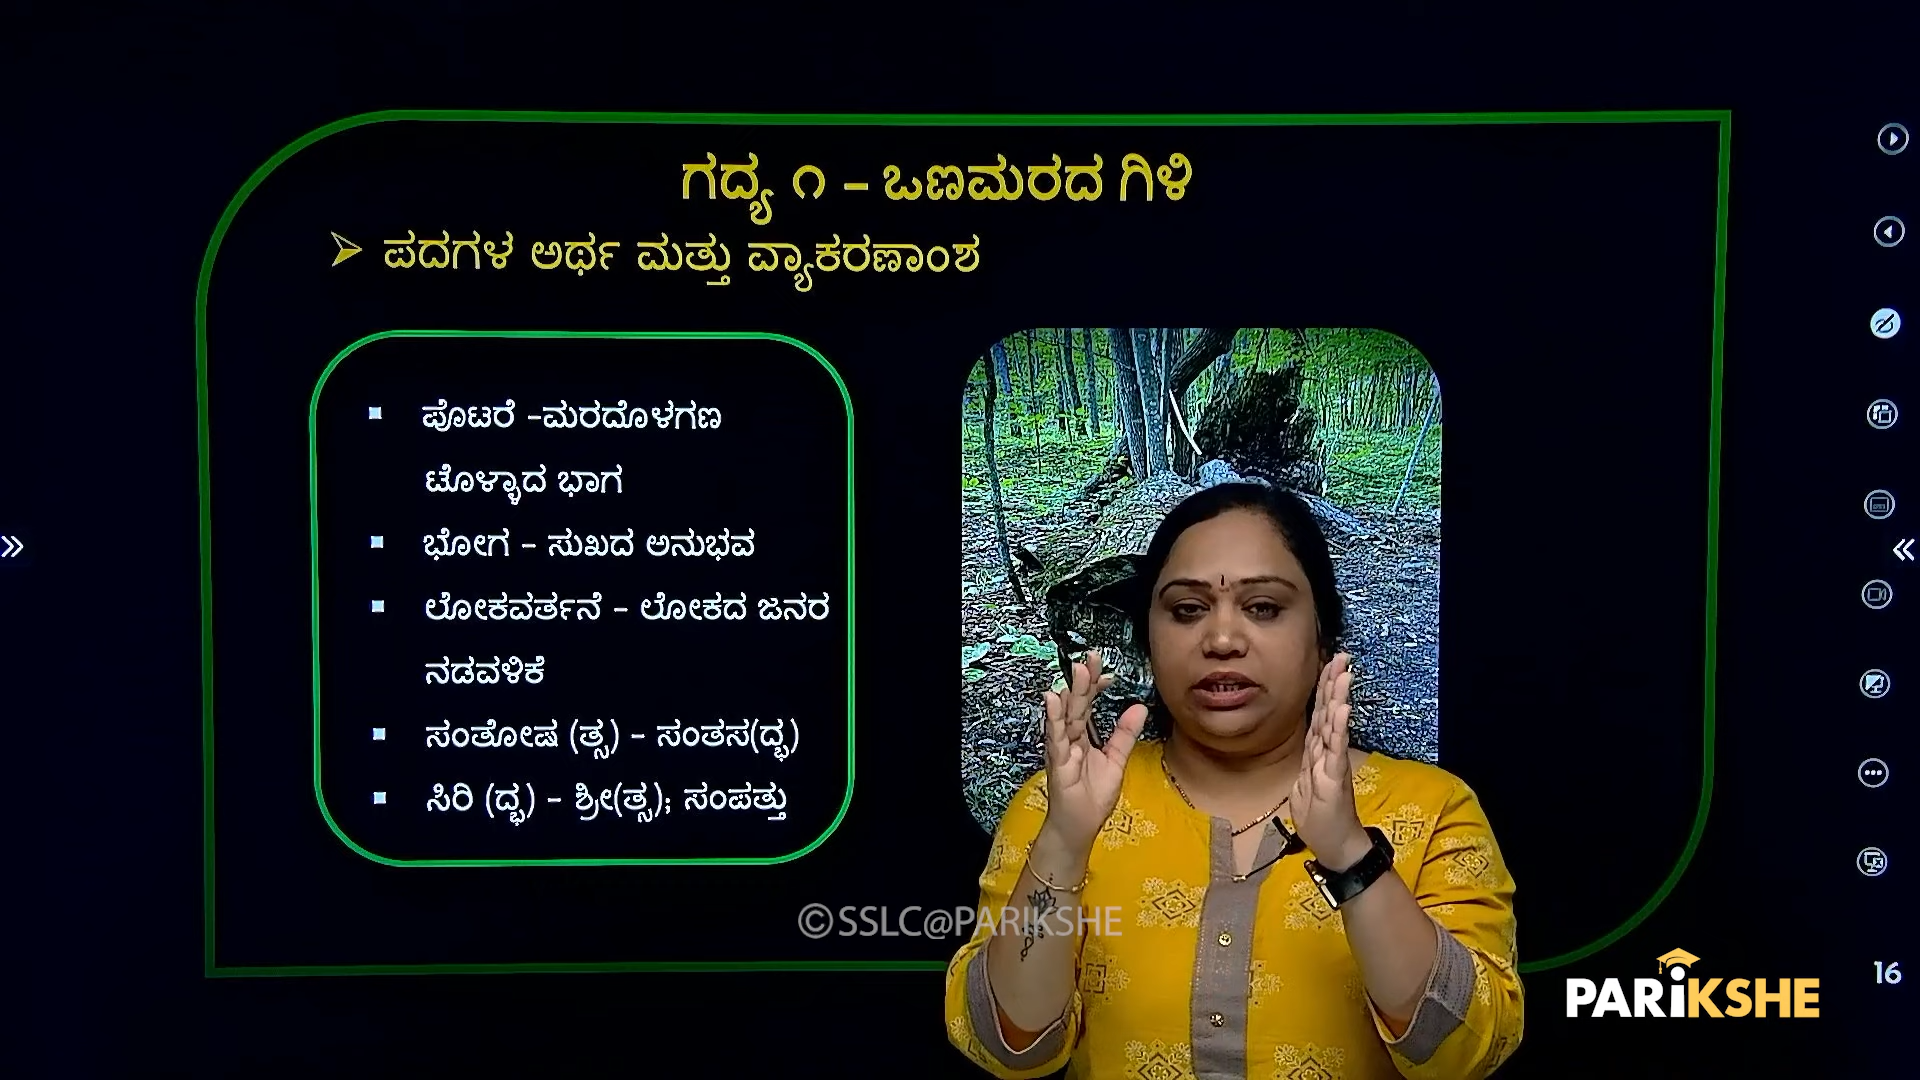 ಗದ್ಯ ೧ – ಒಣಮರದ ಗಿಳಿ
➢ ಪದಗಳ ಅರ್ಥ ಮತ್ತು ವ್ಯಾಕರಣಾಂಶ
▪ ಪೊಟರೆ –ಮರದೊಳಗಣ
ಟೊಳ್ಳಾದ ಭಾಗ
▪ ಭೋಗ – ಸುಖದ ಅನುಭವ
▪ ಲೋಕವರ್ತನೆ – ಲೋಕದ ಜನರ
ನಡವಳಿಕೆ
▪ ಸಂತೋಷ (ತ್ಸ) – ಸಂತಸ(ದ್ಭ)
▪ ಸಿರಿ (ದ್ಭ) – ಶ್ರೀ(ತ್ಸ); ಸಂಪತ್ತು
©SSLC@PARIKSHE
PARiKSHE
16